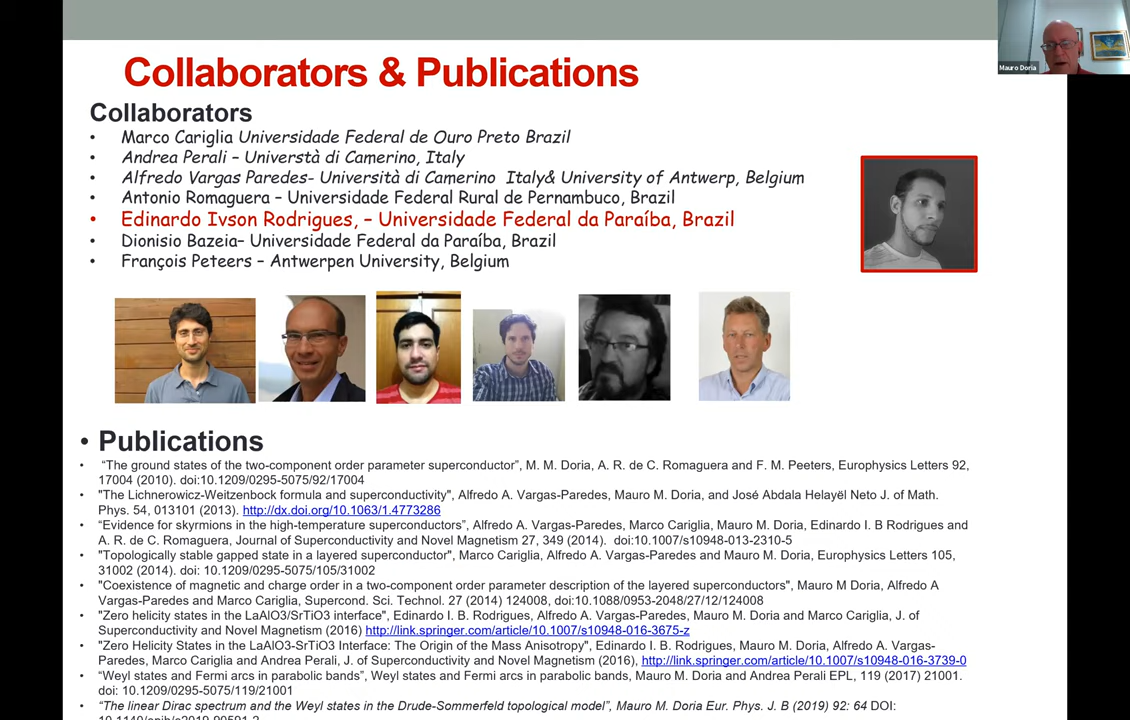 Mauro Doria
Collaborators & Publications
Collaborators
• Marco Cariglia Universidade Federal de Ouro Preto Brazil
• Andrea Perali – Universtà di Camerino, Italy
• Alfredo Vargas Paredes- Università di Camerino Italy& University of Antwerp, Belgium
• Antonio Romaguera – Universidade Federal Rural de Pernambuco, Brazil
• Edinardo Ivson Rodrigues, – Universidade Federal da Paraíba, Brazil
• Dionisio Bazeia– Universidade Federal da Paraíba, Brazil
• François Peteers – Antwerpen University, Belgium
• Publications
• “The ground states of the two-component order parameter superconductor”, M. M. Doria, A. R. de C. Romaguera and F. M. Peeters, Europhysics Letters 92,
17004 (2010). doi:10.1209/0295-5075/92/17004
• "The Lichnerowicz-Weitzenbock formula and superconductivity", Alfredo A. Vargas-Paredes, Mauro M. Doria, and José Abdala Helayël Neto J. of Math.
Phys. 54, 013101 (2013). http://dx.doi.org/10.1063/1.4773286
• “Evidence for skyrmions in the high-temperature superconductors”, Alfredo A. Vargas-Paredes, Marco Cariglia, Mauro M. Doria, Edinardo I. B Rodrigues and
A. R. de C. Romaguera, Journal of Superconductivity and Novel Magnetism 27, 349 (2014). doi:10.1007/s10948-013-2310-5
• "Topologically stable gapped state in a layered superconductor", Marco Cariglia, Alfredo A. Vargas-Paredes and Mauro M. Doria, Europhysics Letters 105,
31002 (2014). doi: 10.1209/0295-5075/105/31002
• "Coexistence of magnetic and charge order in a two-component order parameter description of the layered superconductors", Mauro M Doria, Alfredo A
Vargas-Paredes and Marco Cariglia, Supercond. Sci. Technol. 27 (2014) 124008, doi:10.1088/0953-2048/27/12/124008
• "Zero helicity states in the LaAlO3/SrTiO3 interface", Edinardo I. B. Rodrigues, Alfredo A. Vargas-Paredes, Mauro M. Doria and Marco Cariglia, J. of
Superconductivity and Novel Magnetism (2016) http://link.springer.com/article/10.1007/s10948-016-3675-z
• "Zero Helicity States in the LaAlO3-SrTiO3 Interface: The Origin of the Mass Anisotropy", Edinardo I. B. Rodrigues, Mauro M. Doria, Alfredo A. Vargas-
Paredes, Marco Cariglia and Andrea Perali, J. of Superconductivity and Novel Magnetism (2016), http://link.springer.com/article/10.1007/s10948-016-3739-0
• “Weyl states and Fermi arcs in parabolic bands”, Weyl states and Fermi arcs in parabolic bands, Mauro M. Doria and Andrea Perali EPL, 119 (2017) 21001.
doi: 10.1209/0295-5075/119/21001
• “The linear Dirac spectrum and the Weyl states in the Drude-Sommerfeld topological model”, Mauro M. Doria Eur. Phys. J. B (2019) 92: 64 DOI: